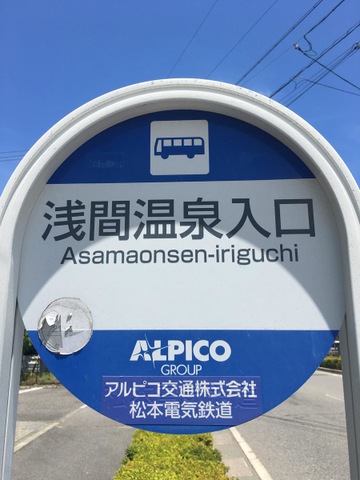 浅間温泉入口
Asamaonsen-iriguchi
ALPICO
GROUP
アルピコ交通株式会社
松本電気鉄道